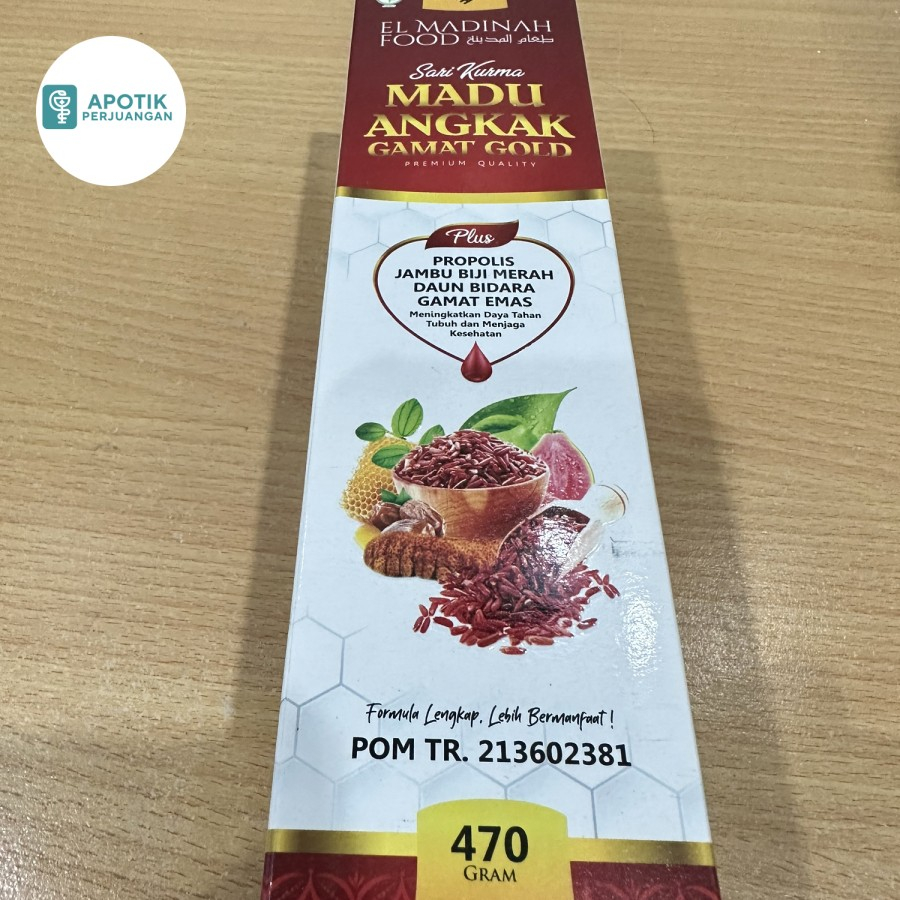 APOTIK
PERJUANGAN
EL MADINAH
FOOD طعام المدينة
Sari Kurma
MADU
ANGKAK
GAMAT GOLD
PREMIUM QUALITY
Plus
PROPOLIS
JAMBU BIJI MERAH
DAUN BIDARA
GAMAT EMAS
Meningkatkan Daya Tahan
Tubuh dan Menjaga
Kesehatan
Formula Lengkap, Lebih Bermanfaat !
POM TR. 213602381
470
GRAM